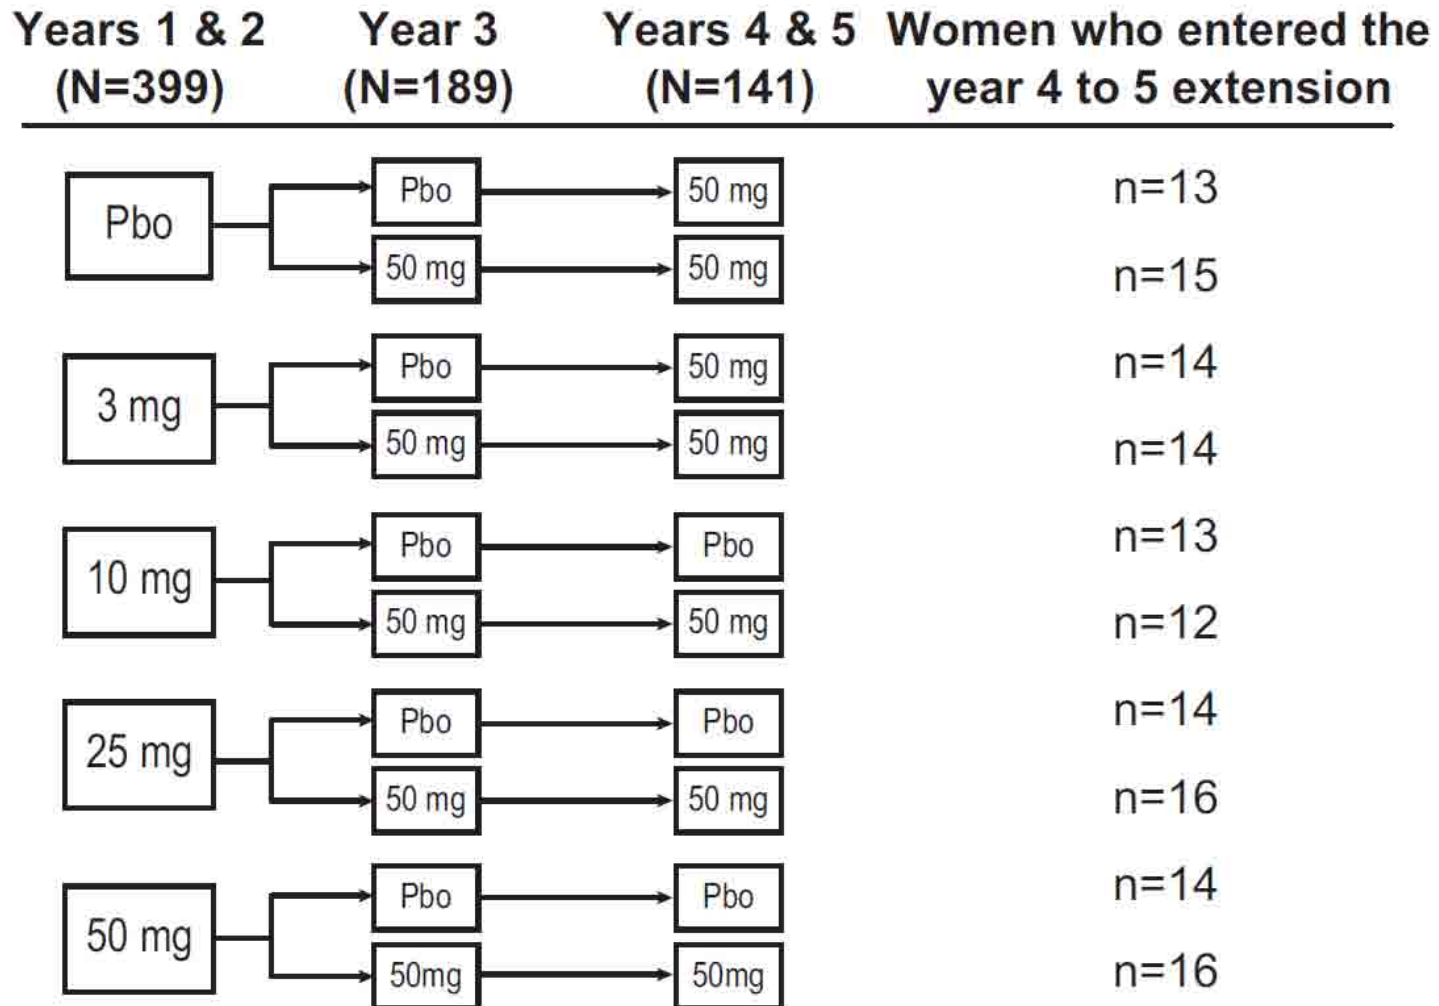 Years 1 & 2 Year 3 Years 4 & 5 Women who entered the
(N=399) (N=189) (N=141) year 4 to 5 extension
Pbo
Pbo 50 mg n=13
50 mg 50 mg n=15
3 mg
Pbo 50 mg n=14
50 mg 50 mg n=14
10 mg
Pbo Pbo n=13
50 mg 50 mg n=12
25 mg
Pbo Pbo n=14
50 mg 50 mg n=16
50 mg
Pbo Pbo n=14
50mg 50mg n=16